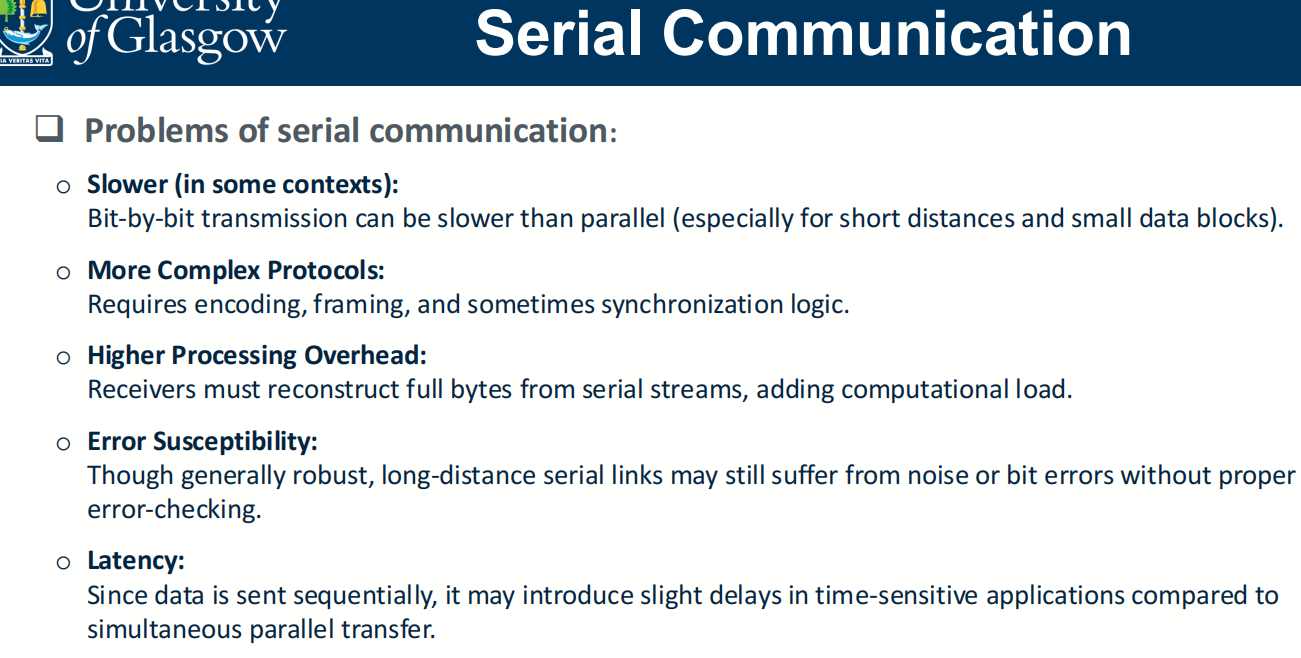 University
of Glasgow
VERITAS VITA
Serial Communication
❑ Problems of serial communication:
o Slower (in some contexts):
Bit-by-bit transmission can be slower than parallel (especially for short distances and small data blocks).
o More Complex Protocols:
Requires encoding, framing, and sometimes synchronization logic.
o Higher Processing Overhead:
Receivers must reconstruct full bytes from serial streams, adding computational load.
o Error Susceptibility:
Though generally robust, long-distance serial links may still suffer from noise or bit errors without proper
error-checking.
o Latency:
Since data is sent sequentially, it may introduce slight delays in time-sensitive applications compared to
simultaneous parallel transfer.